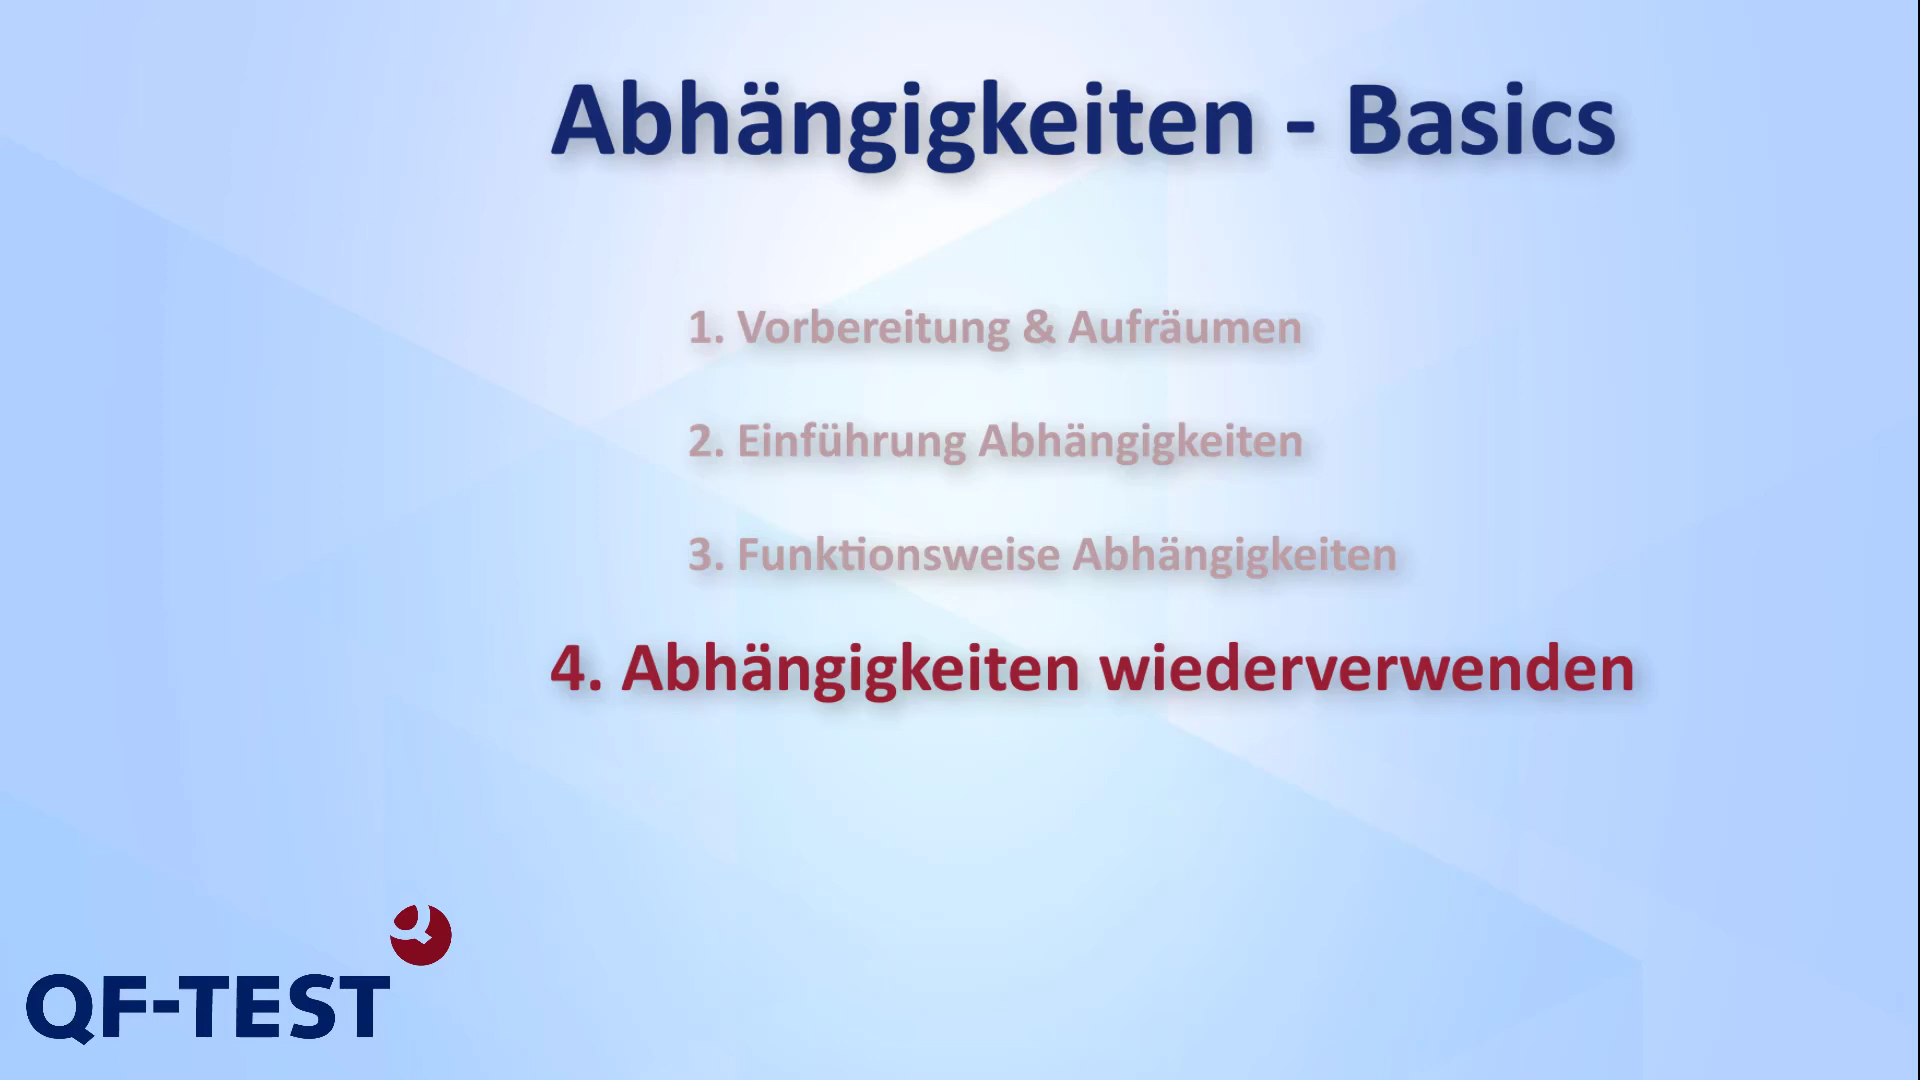 Abhängigkeiten - Basics
1. Vorbereitung & Aufräumen
2. Einführung Abhängigkeiten
3. Funktionsweise Abhängigkeiten
4. Abhängigkeiten wiederverwenden
QF-TEST